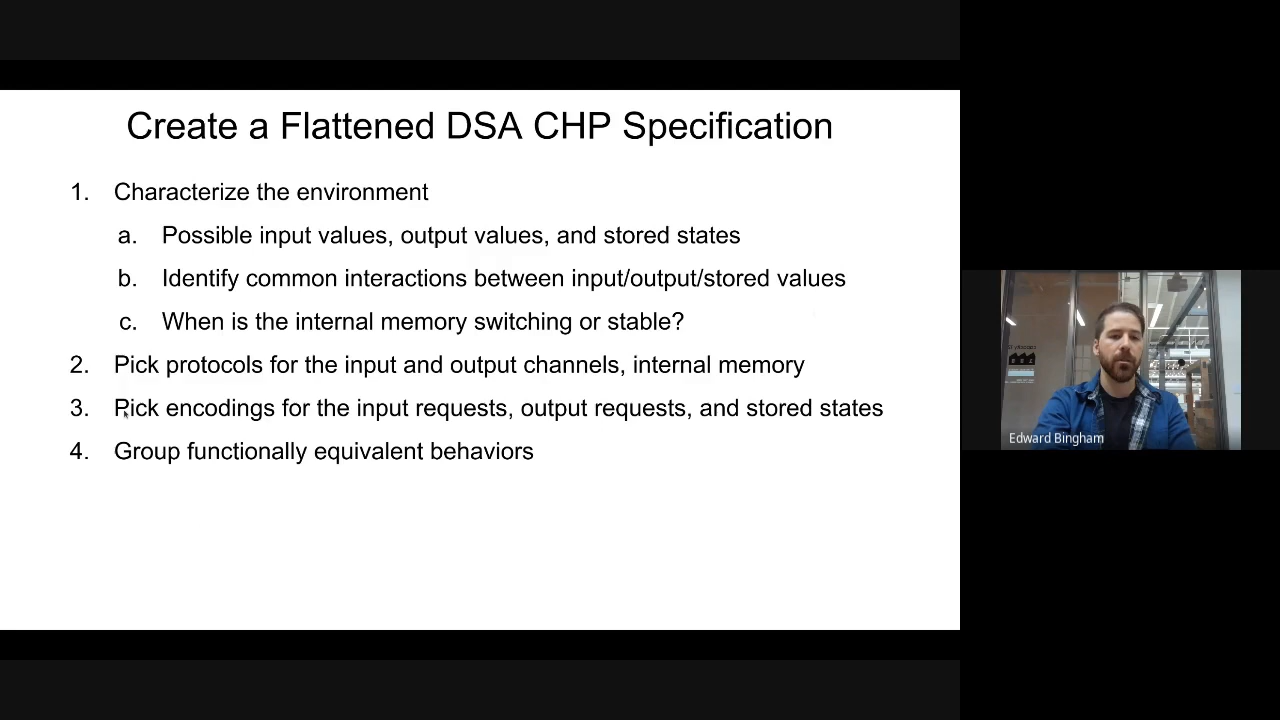 Create a Flattened DSA CHP Specification
1. Characterize the environment
a. Possible input values, output values, and stored states
b. Identify common interactions between input/output/stored values
c. When is the internal memory switching or stable?
2. Pick protocols for the input and output channels, internal memory
3. Pick encodings for the input requests, output requests, and stored states
4. Group functionally equivalent behaviors
Edward Bingham